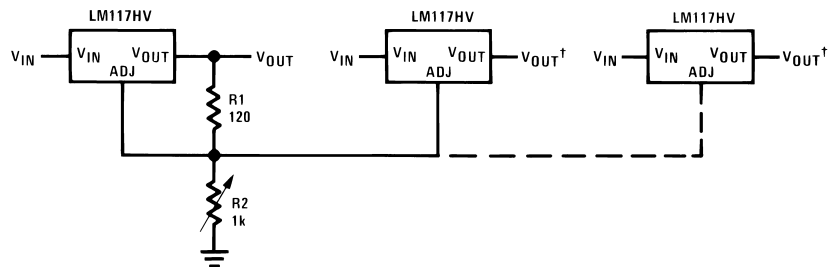 LM117HV
LM117HV
LM117HV
VIN
VIN VOUT
ADJ
VOUT
VIN
VIN VOUT
ADJ
VOUT†
VIN
VIN VOUT
ADJ
VOUT†
R1
120
R2
1k